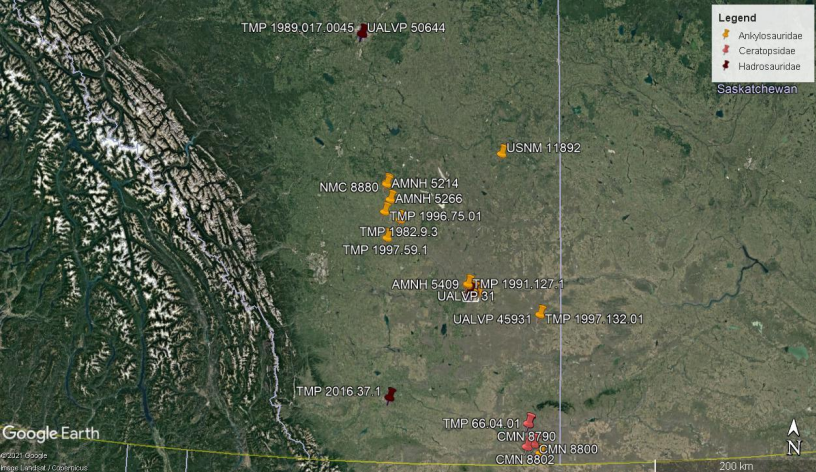 Legend
Ankylosauridae
Ceratopsidae
Hadrosauridae
Saskatchewan
TMP 1989.017.0045
UALVP 50644
USNM 11892
NMC 8880
AMNH 5214
AMNH 5266
TMP 1996.75.01
TMP 1982.9.3
TMP 1997.59.1
AMNH 5409
TMP 1991.127.1
UALVP 31
UALVP 45931
TMP 1997.132.01
TMP 2016.37.1
TMP 66.04.01
CMN 8790
CMN 8800
CMN 8802
Google Earth
©2021 Google
Image Landsat / Copernicus
N
200 km